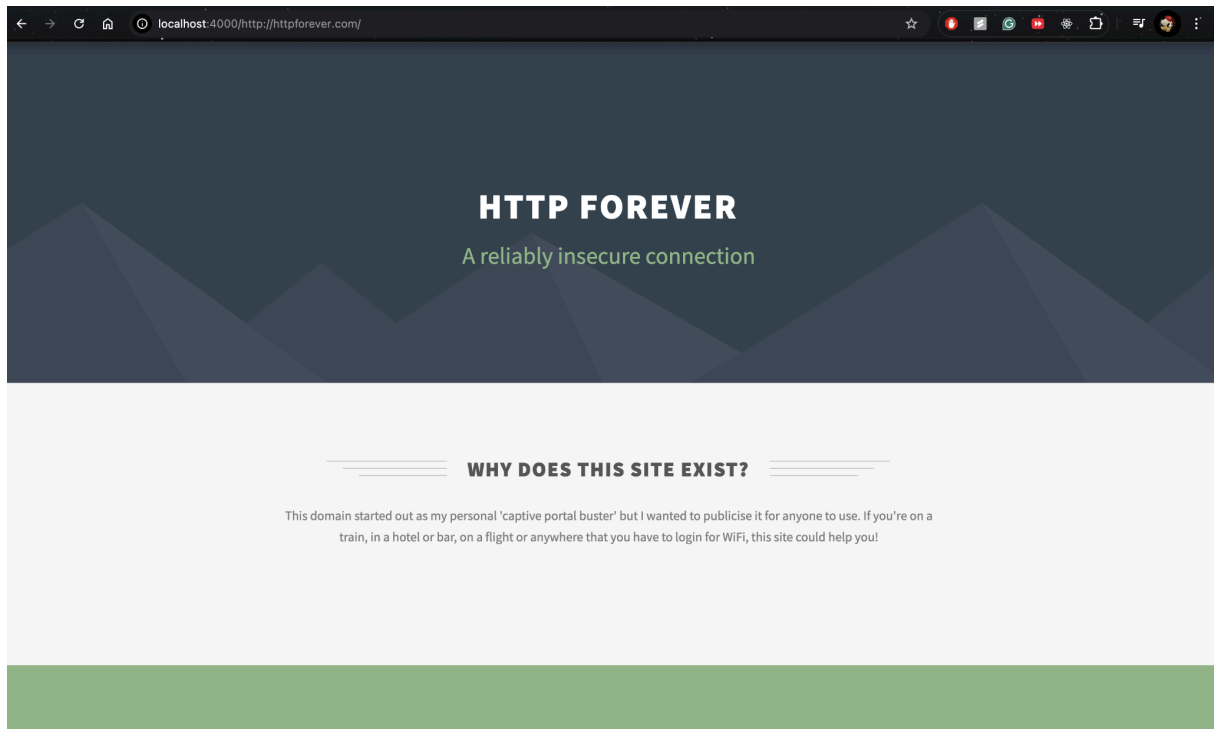 localhost:4000/http://httpforever.com/
HTTP FOREVER
A reliably insecure connection
WHY DOES THIS SITE EXIST?
This domain started out as my personal 'captive portal buster' but I wanted to publicise it for anyone to use. If you're on a
train, in a hotel or bar, on a flight or anywhere that you have to login for WiFi, this site could help you!